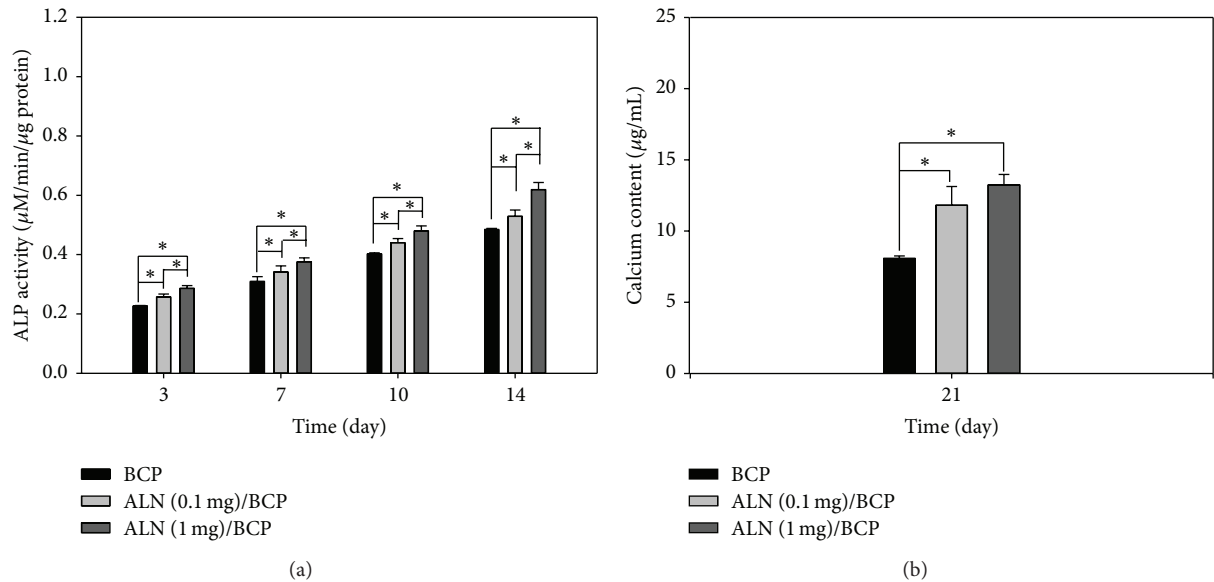 ALP activity (μM/min/μg protein)
1.2
1.0
0.8
0.6
0.4
0.2
0.0
* * *
* * *
* * *
* * *
3 7 10 14
Time (day)
BCP
ALN (0.1 mg)/BCP
ALN (1 mg)/BCP
(a)
Calcium content (μg/mL)
25
20
15
10
5
0
*
*
21
Time (day)
BCP
ALN (0.1 mg)/BCP
ALN (1 mg)/BCP
(b)